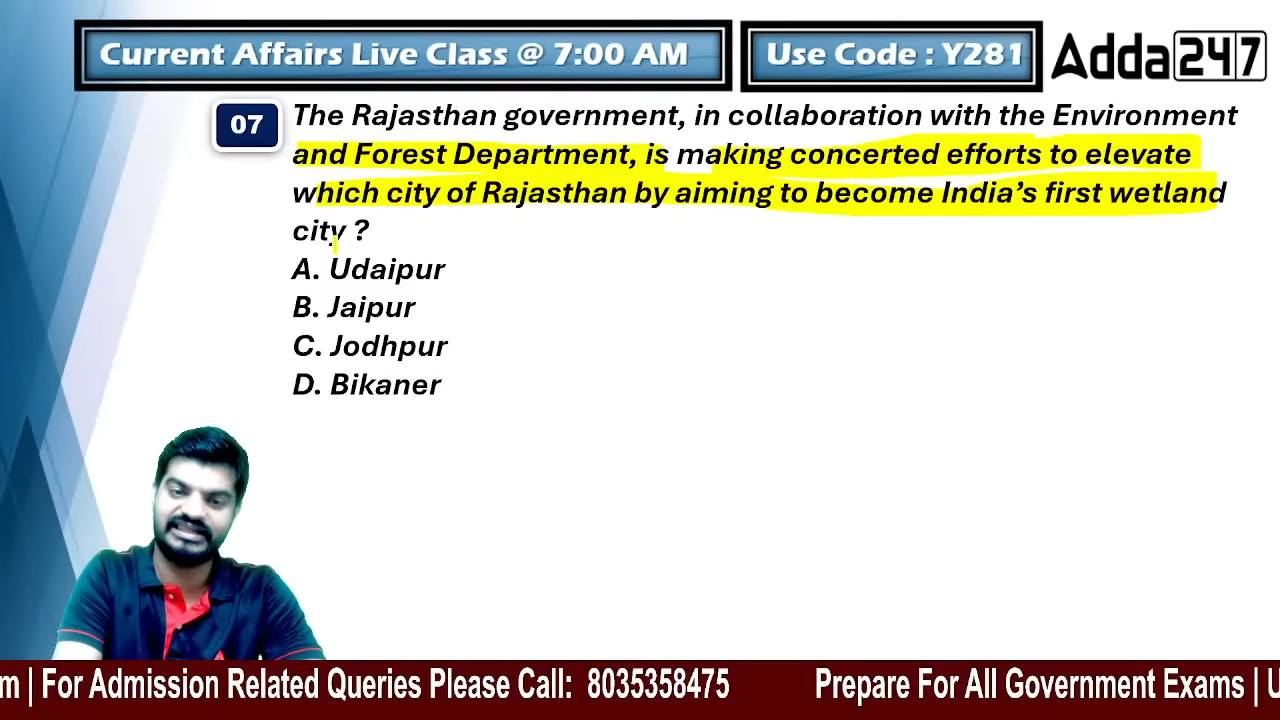 Current Affairs Live Class @ 7:00 AM
Use Code : Y281
Adda247
07
The Rajasthan government, in collaboration with the Environment
and Forest Department, is making concerted efforts to elevate
which city of Rajasthan by aiming to become India’s first wetland
city ?
A. Udaipur
B. Jaipur
C. Jodhpur
D. Bikaner
m | For Admission Related Queries Please Call: 8035358475 Prepare For All Government Exams | U